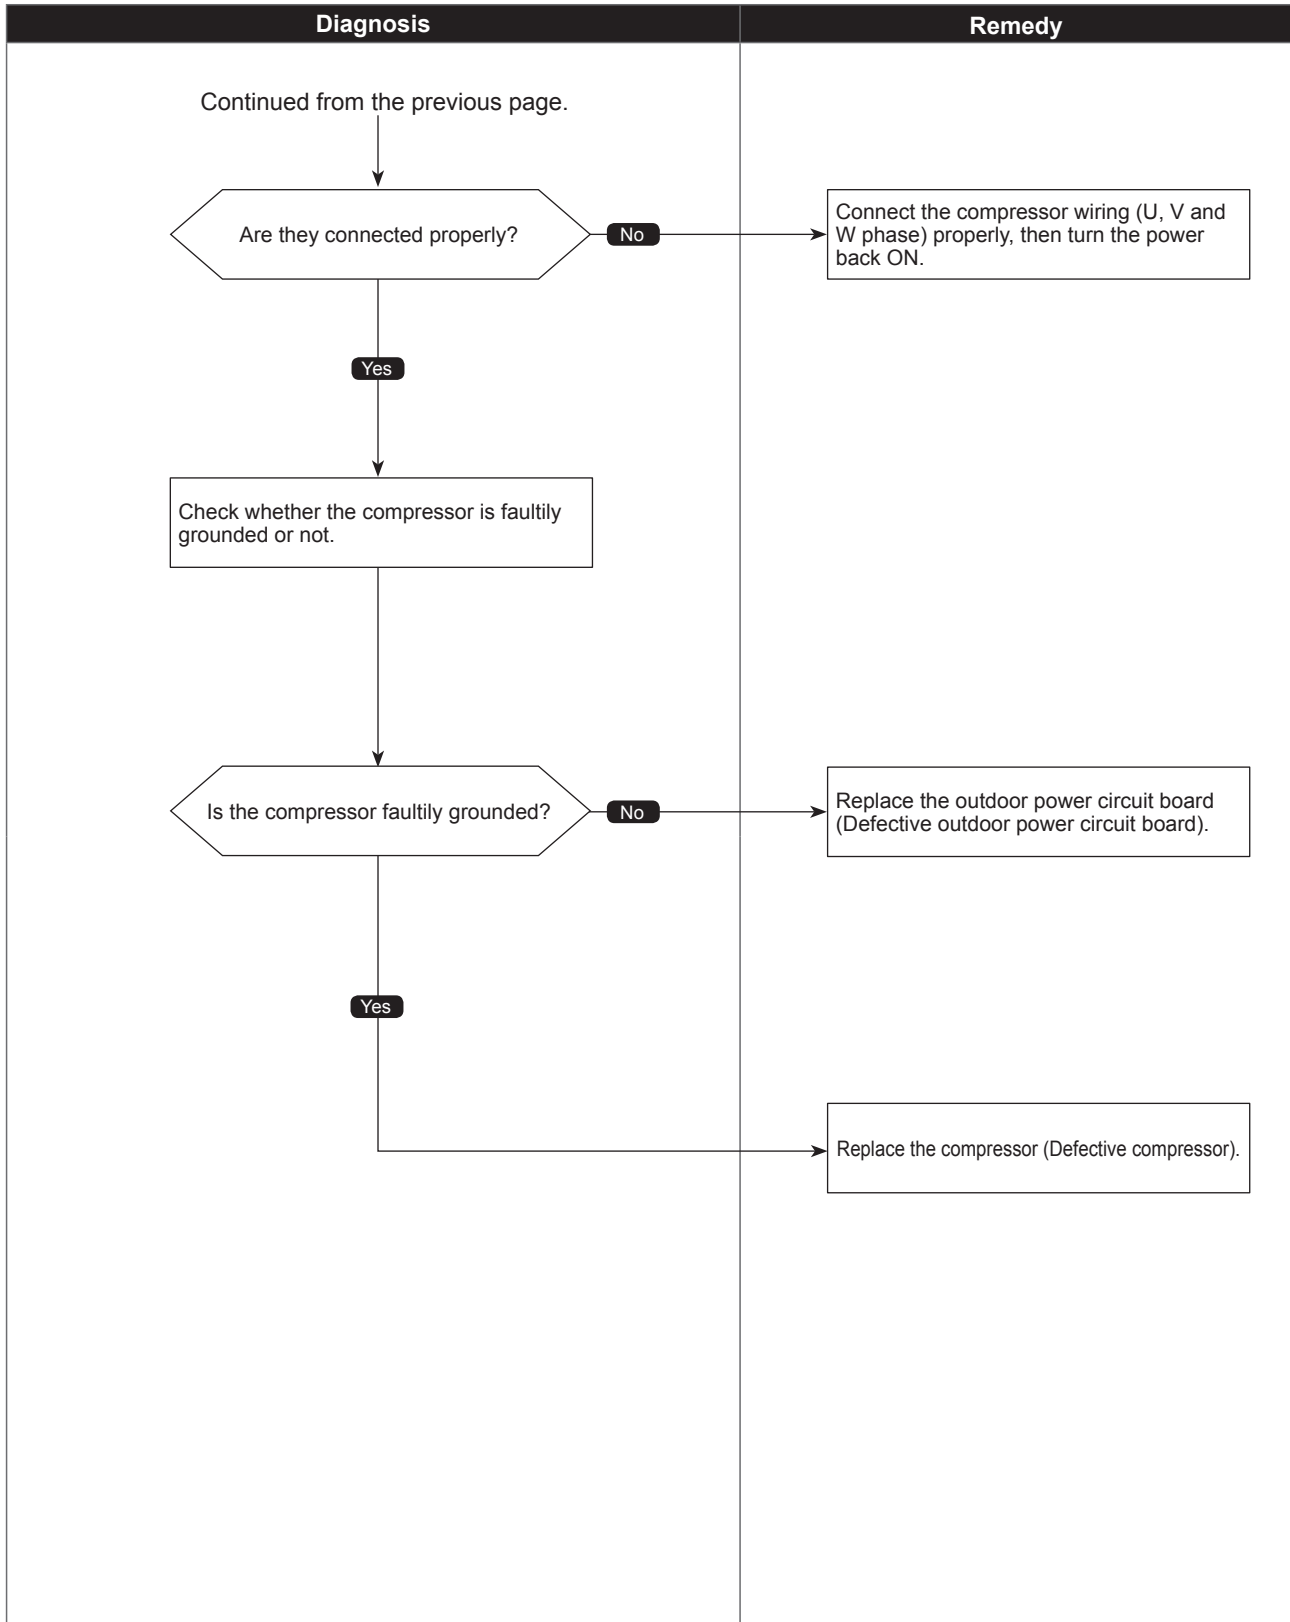 Diagnosis
Remedy
Continued from the previous page.
Are they connected properly?
No
Connect the compressor wiring (U, V and
W phase) properly, then turn the power
back ON.
Yes
Check whether the compressor is faultily
grounded or not.
Is the compressor faultily grounded?
No
Replace the outdoor power circuit board
(Defective outdoor power circuit board).
Yes
Replace the compressor (Defective compressor).